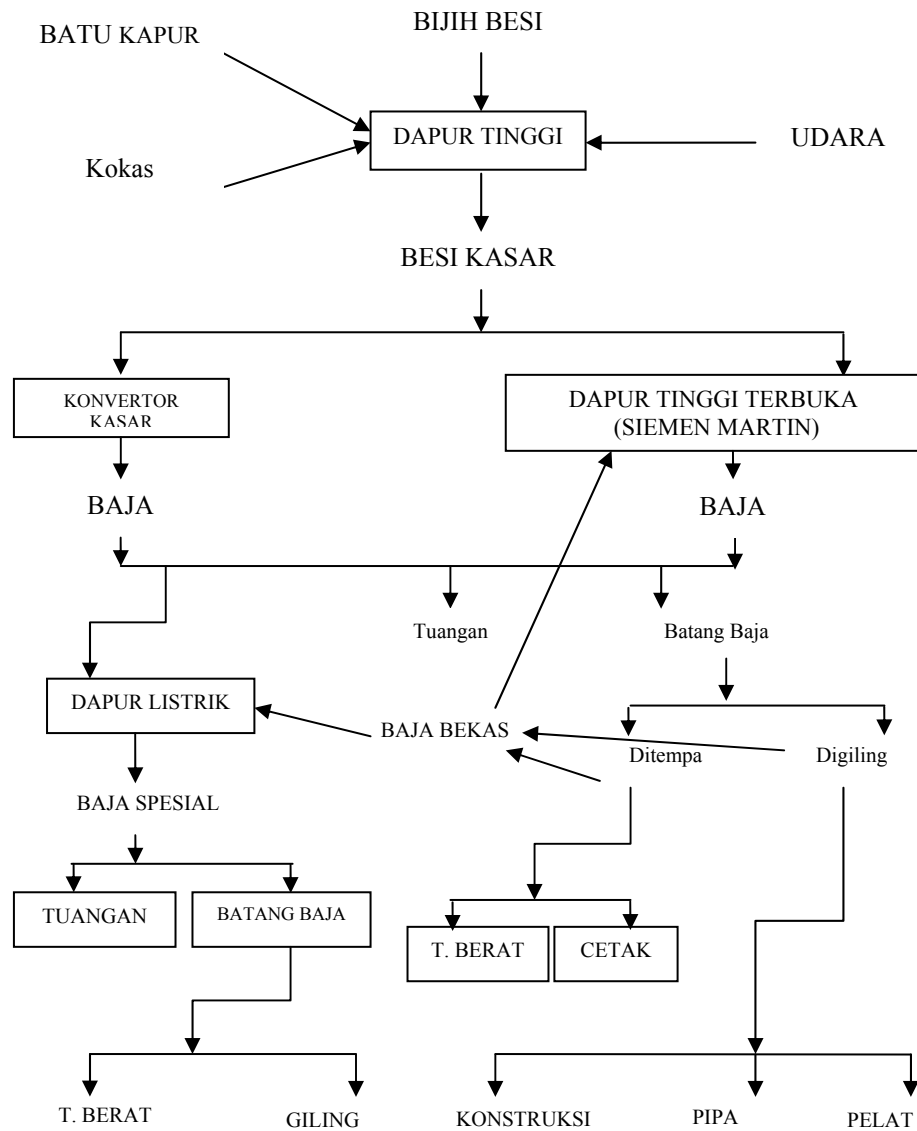 BATU KAPUR
BIJIH BESI
DAPUR TINGGI
UDARA
Kokas
BESI KASAR
KONVERTOR
KASAR
DAPUR TINGGI TERBUKA
(SIEMEN MARTIN)
BAJA
BAJA
Tuangan
Batang Baja
DAPUR LISTRIK
BAJA BEKAS
Ditempa
Digiling
BAJA SPESIAL
TUANGAN
BATANG BAJA
T. BERAT
CETAK
T. BERAT
GILING
KONSTRUKSI
PIPA
PELAT